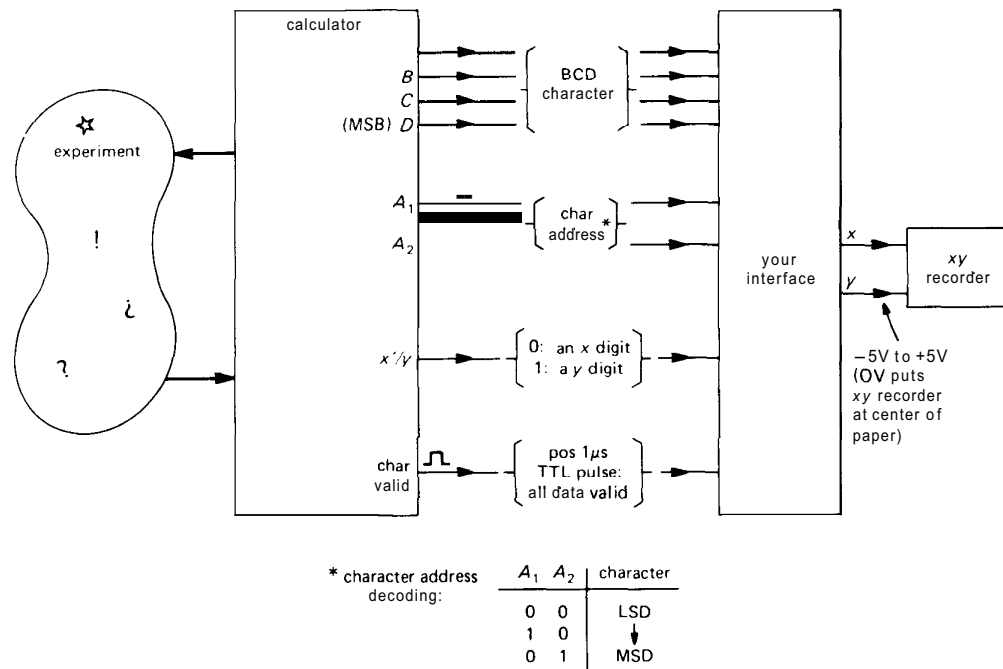 calculator
B
C
(MSB) D
BCD
character
☆
experiment
!
¿
?
A₁
A₂
char
address *
x'/y
0: an x digit
1: a y digit
char
valid
pos 1µs
TTL pulse:
all data valid
your
interface
x
y
xy
recorder
−5V to +5V
(0V puts
xy recorder
at center of
paper)
* character address
decoding:
A₁ A₂ character
0 0 LSD
1 0
0 1 MSD